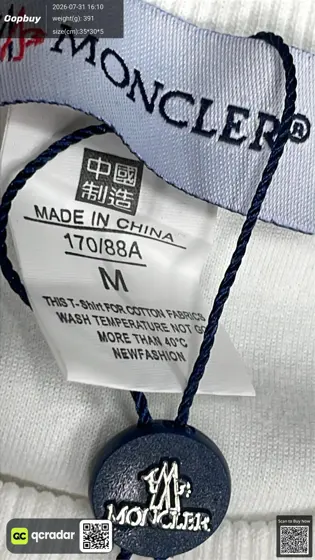 Oopbuy
2026-07-31 16:10
weight(g): 391
size(cm):35*30*5
MONCLER®
中國
制造
MADE IN CHINA
170/88A
M
THIS T-Shirt FOR COTTON FABRICS
WASH TEMPERATURE NOT
MORE THAN 40°C
NEWFASHION
MONCLER
QC qcradar
Scan to Buy Now